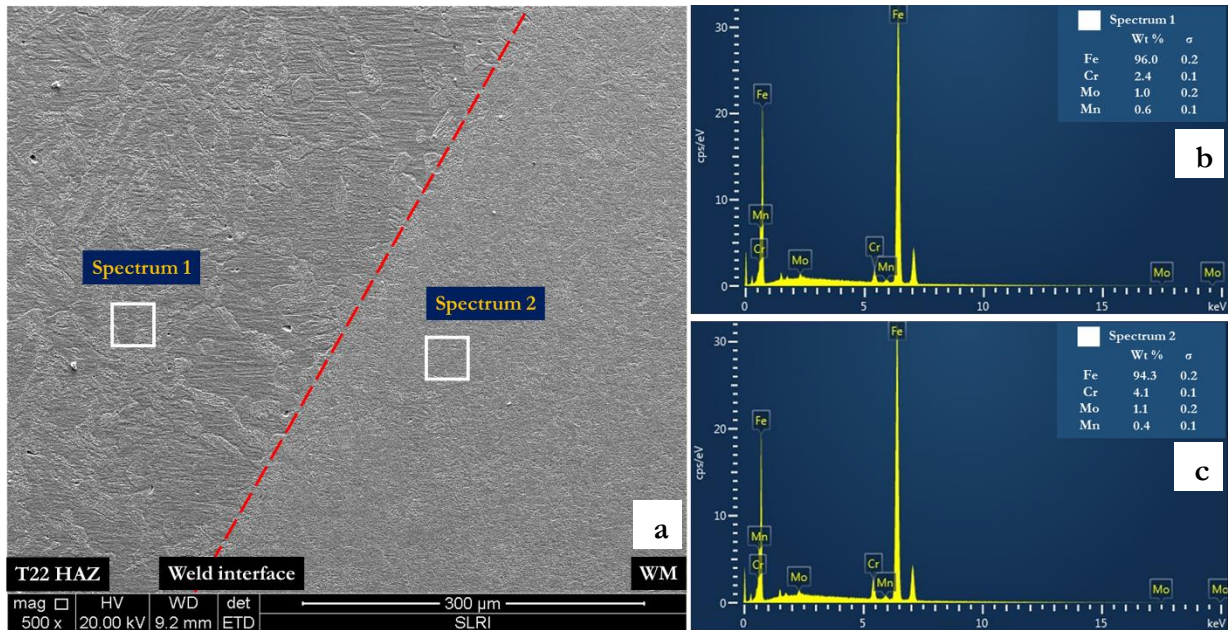 Spectrum 1
Spectrum 2
a
T22 HAZ Weld interface WM
mag □ HV WD det 300 µm
500 x 20.00 kV 9.2 mm ETD SLRI
30
20
10
0
cps/eV
Fe
Fe
Mn
Cr
Mo
Cr
Mn
Mo
Mo
0 5 10 15 keV
Spectrum 1
Wt % σ
Fe 96.0 0.2
Cr 2.4 0.1
Mo 1.0 0.2
Mn 0.6 0.1
b
30
20
10
0
cps/eV
Fe
Fe
Mn
Cr
Mo
Cr
Mn
Mo
Mo
0 5 10 15 keV
Spectrum 2
Wt % σ
Fe 94.3 0.2
Cr 4.1 0.1
Mo 1.1 0.2
Mn 0.4 0.1
c